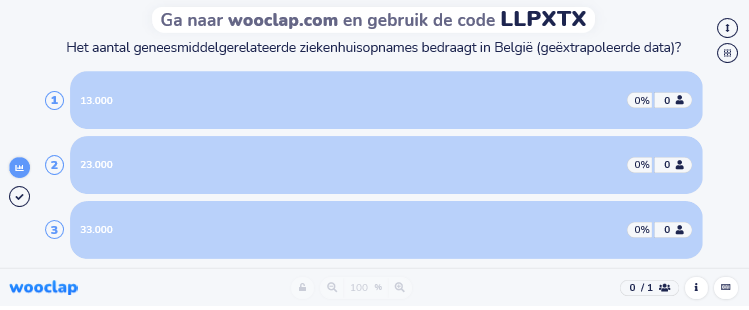 Ga naar wooclap.com en gebruik de code LLPXTX
Het aantal geneesmiddelgerelateerde ziekenhuisopnames bedraagt in België (geëxtrapoleerde data)?
1 13.000 0% 0
2 23.000 0% 0
3 33.000 0% 0
wooclap 100 % 0 / 1 i